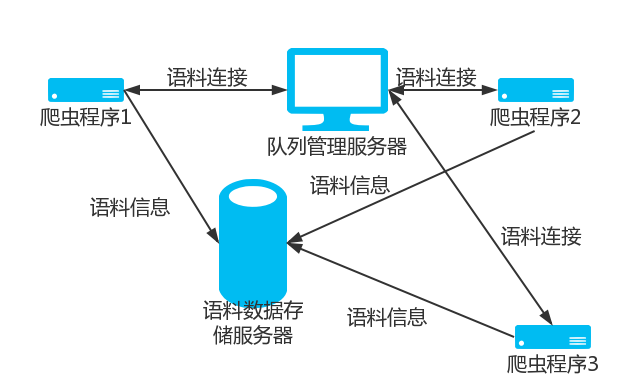 语料连接
语料连接
爬虫程序1
爬虫程序2
队列管理服务器
语料信息
语料信息
语料连接
语料数据存
储服务器
语料信息
爬虫程序3